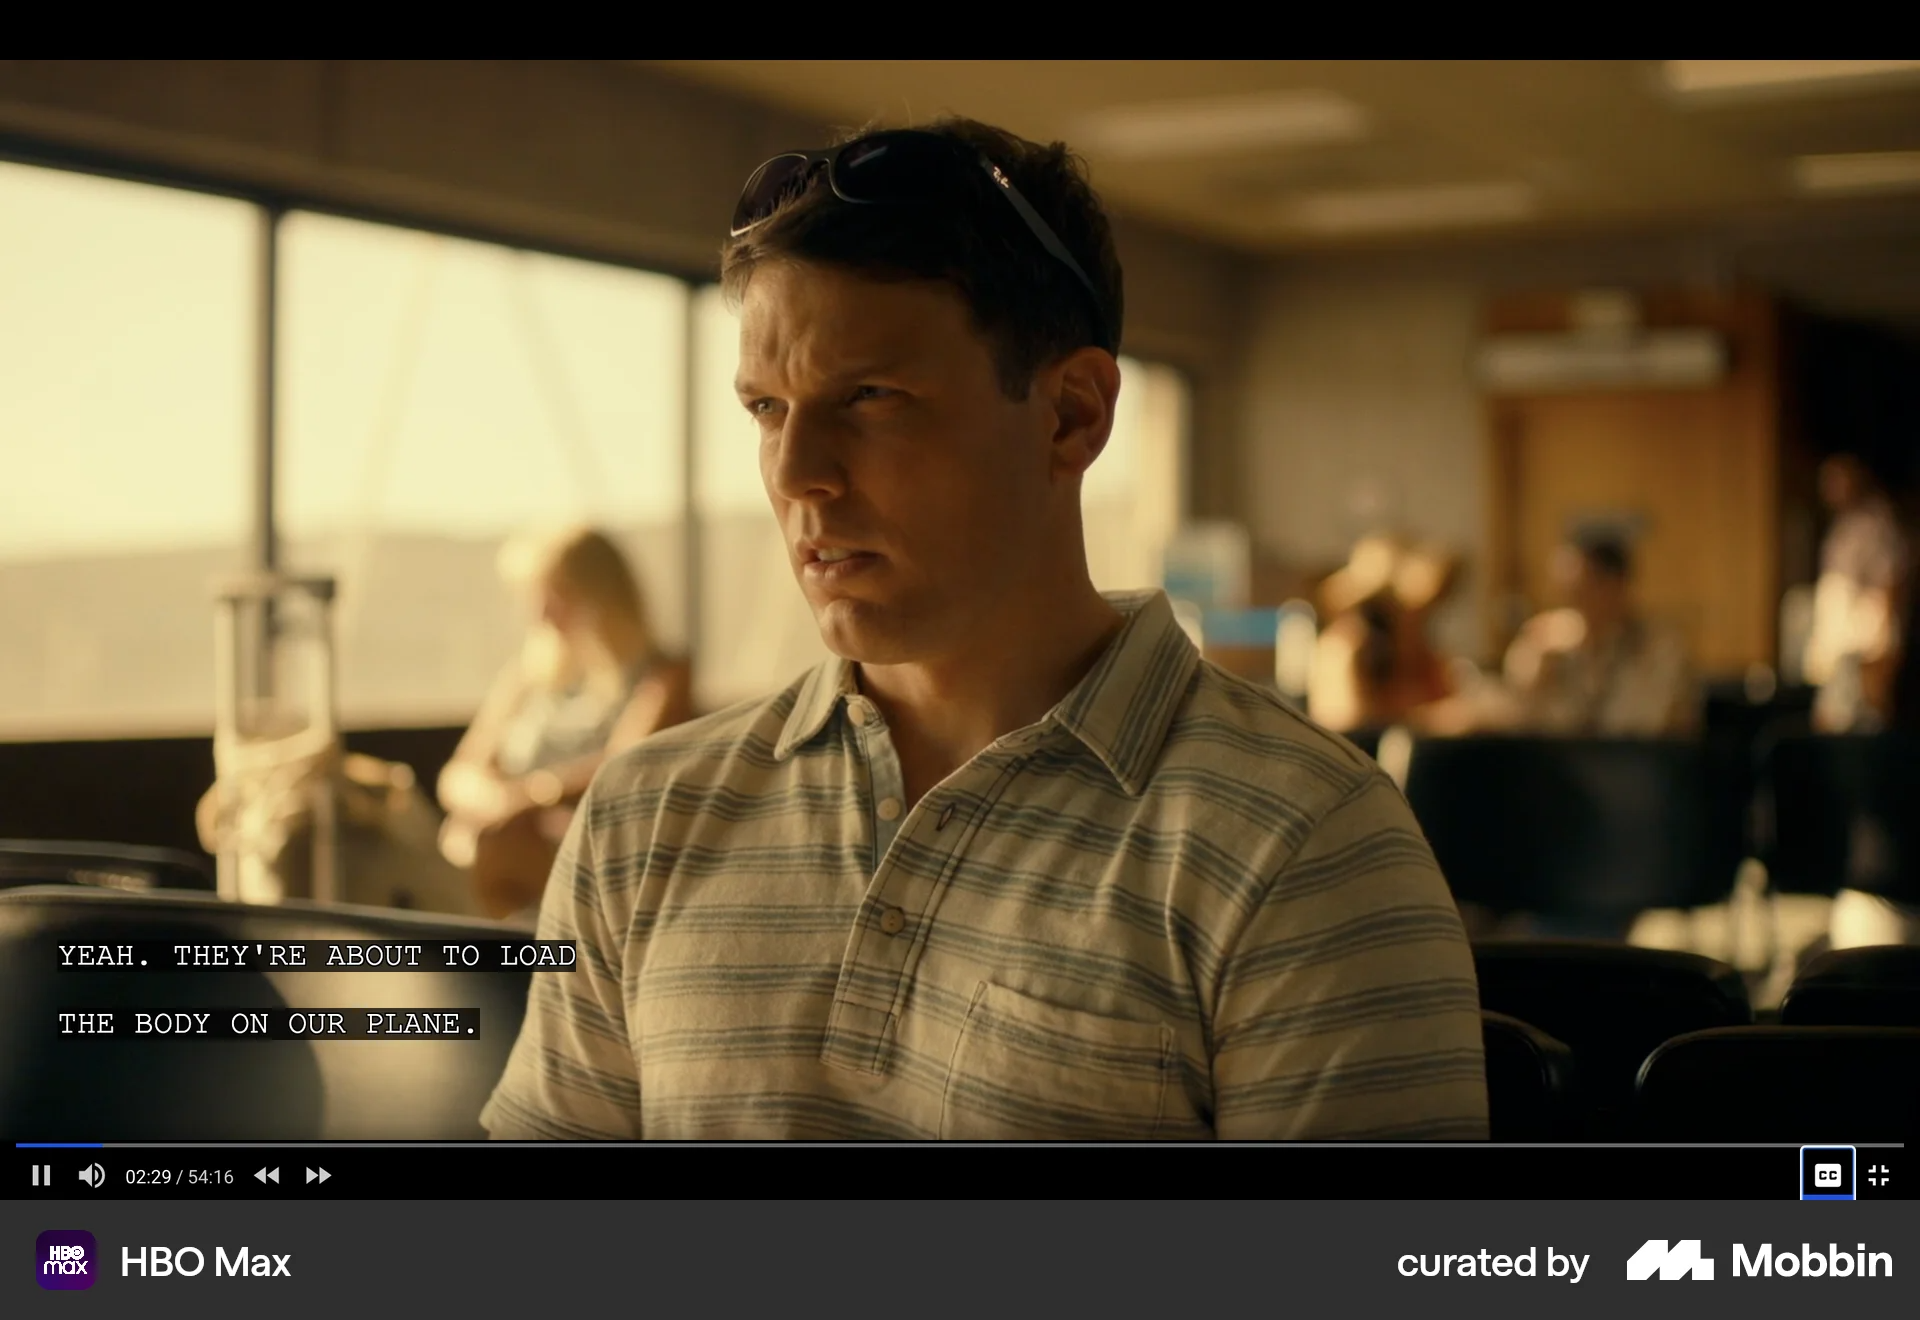 YEAH. THEY'RE ABOUT TO LOAD
THE BODY ON OUR PLANE.
02:29 / 54:16
CC
HBO
max
HBO Max
curated by
Mobbin